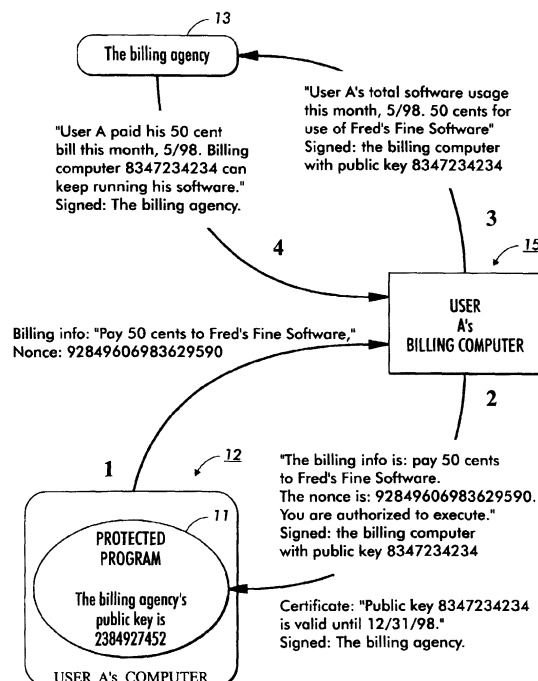 13
The billing agency
"User A's total software usage
this month, 5/98. 50 cents for
use of Fred's Fine Software"
Signed: the billing computer
with public key 8347234234
"User A paid his 50 cent
bill this month, 5/98. Billing
computer 8347234234 can
keep running his software."
Signed: The billing agency.
3
4
15
USER
A's
BILLING COMPUTER
Billing info: "Pay 50 cents to Fred's Fine Software,"
Nonce: 92849606983629590
2
1
12
"The billing info is: pay 50 cents
to Fred's Fine Software.
The nonce is: 92849606983629590.
You are authorized to execute."
Signed: the billing computer
with public key 8347234234
11
PROTECTED
PROGRAM
The billing agency's
public key is
2384927452
Certificate: "Public key 8347234234
is valid until 12/31/98."
Signed: The billing agency.
USER A's COMPUTER